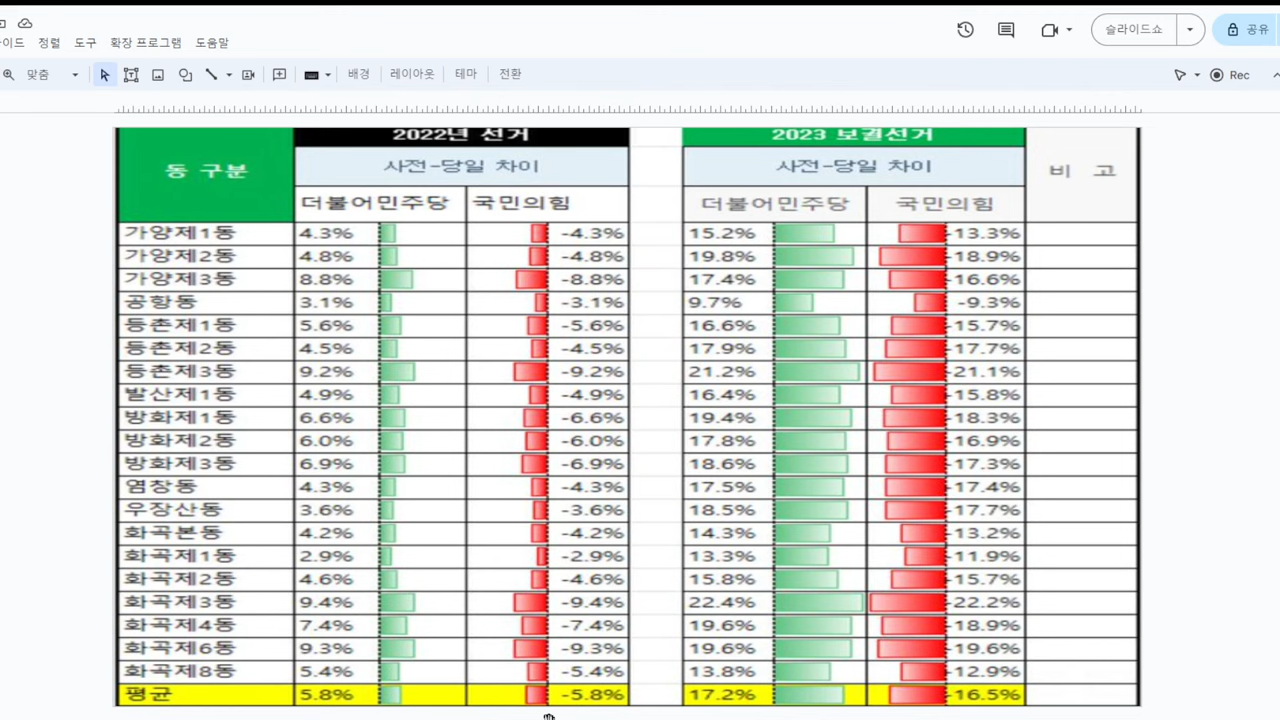 이드 정렬 도구 확장 프로그램 도움말
슬라이드쇼 공유
맞춤 배경 레이아웃 테마 전환 Rec
동 구분 2022년 선거 2023 보궐선거 비 고
사전-당일 차이 사전-당일 차이
더불어민주당 국민의힘 더불어민주당 국민의힘
가양제1동 4.3% -4.3% 15.2% -13.3%
가양제2동 4.8% -4.8% 19.8% -18.9%
가양제3동 8.8% -8.8% 17.4% -16.6%
공항동 3.1% -3.1% 9.7% -9.3%
등촌제1동 5.6% -5.6% 16.6% -15.7%
등촌제2동 4.5% -4.5% 17.9% -17.7%
등촌제3동 9.2% -9.2% 21.2% -21.1%
발산제1동 4.9% -4.9% 16.4% -15.8%
방화제1동 6.6% -6.6% 19.4% -18.3%
방화제2동 6.0% -6.0% 17.8% -16.9%
방화제3동 6.9% -6.9% 18.6% -17.3%
염창동 4.3% -4.3% 17.5% -17.4%
우장산동 3.6% -3.6% 18.5% -17.7%
화곡본동 4.2% -4.2% 14.3% -13.2%
화곡제1동 2.9% -2.9% 13.3% -11.9%
화곡제2동 4.6% -4.6% 15.8% -15.7%
화곡제3동 9.4% -9.4% 22.4% -22.2%
화곡제4동 7.4% -7.4% 19.6% -18.9%
화곡제6동 9.3% -9.3% 19.6% -19.6%
화곡제8동 5.4% -5.4% 13.8% -12.9%
평균 5.8% -5.8% 17.2% -16.5%